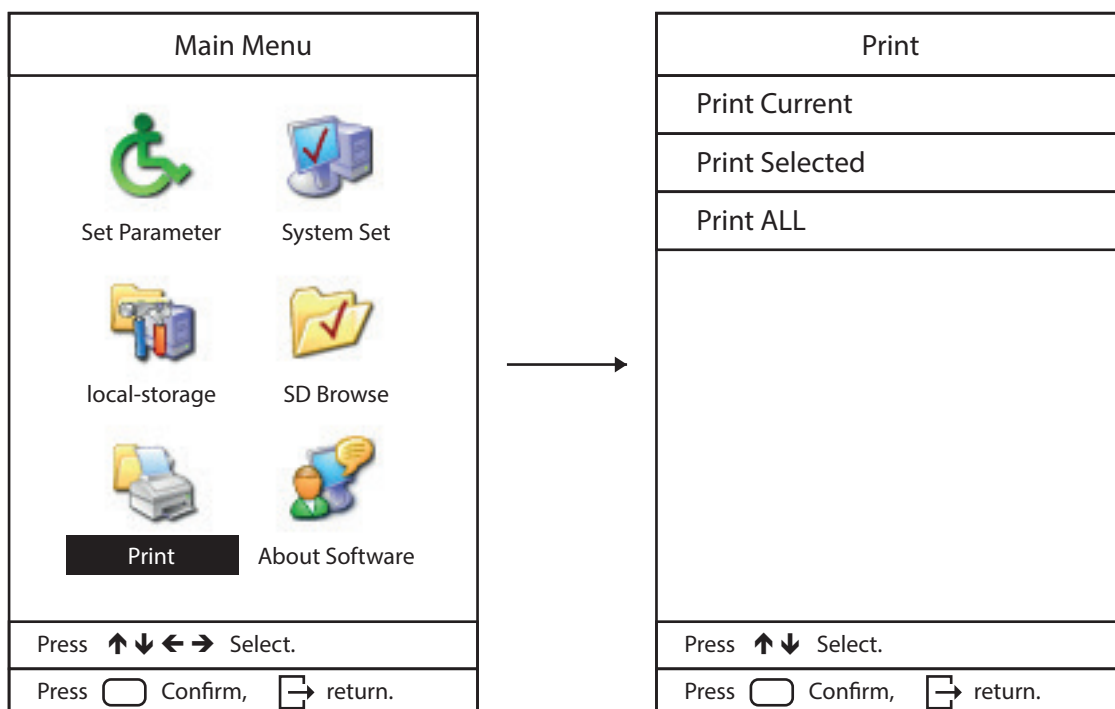 Main Menu
Set Parameter
System Set
local-storage
SD Browse
Print
About Software
Press ↑ ↓ ← → Select.
Press Confirm, return.
Print
Print Current
Print Selected
Print ALL
Press ↑ ↓ Select.
Press Confirm, return.